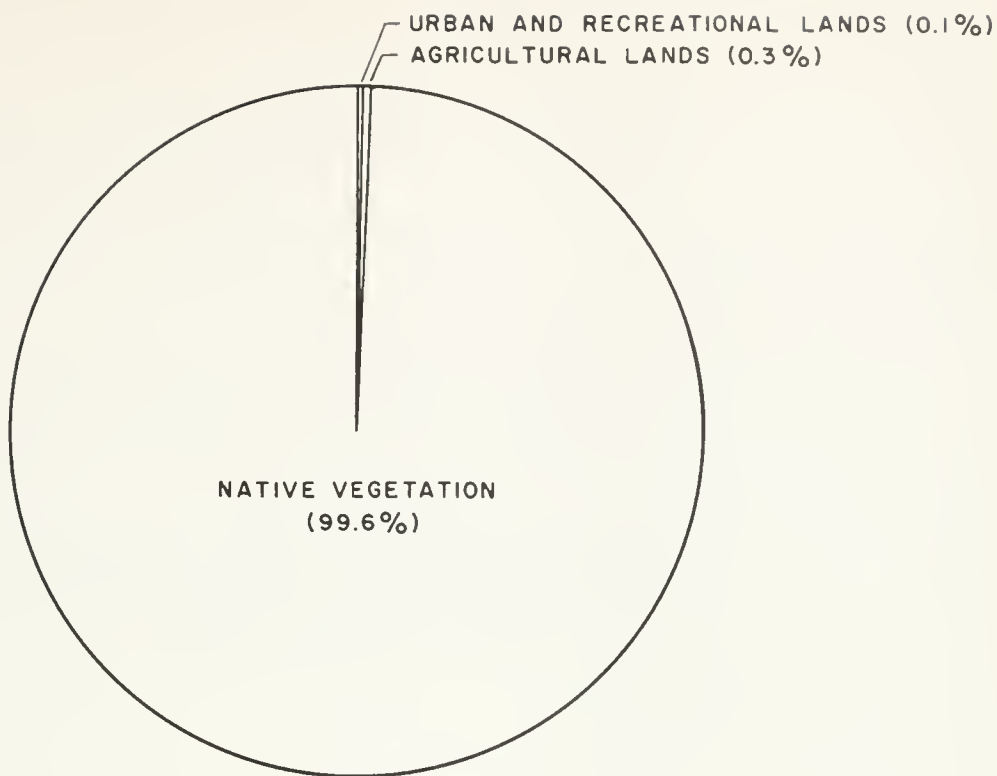 URBAN AND RECREATIONAL LANDS (0.1%)
AGRICULTURAL LANDS (0.3%)
NATIVE VEGETATION
(99.6%)